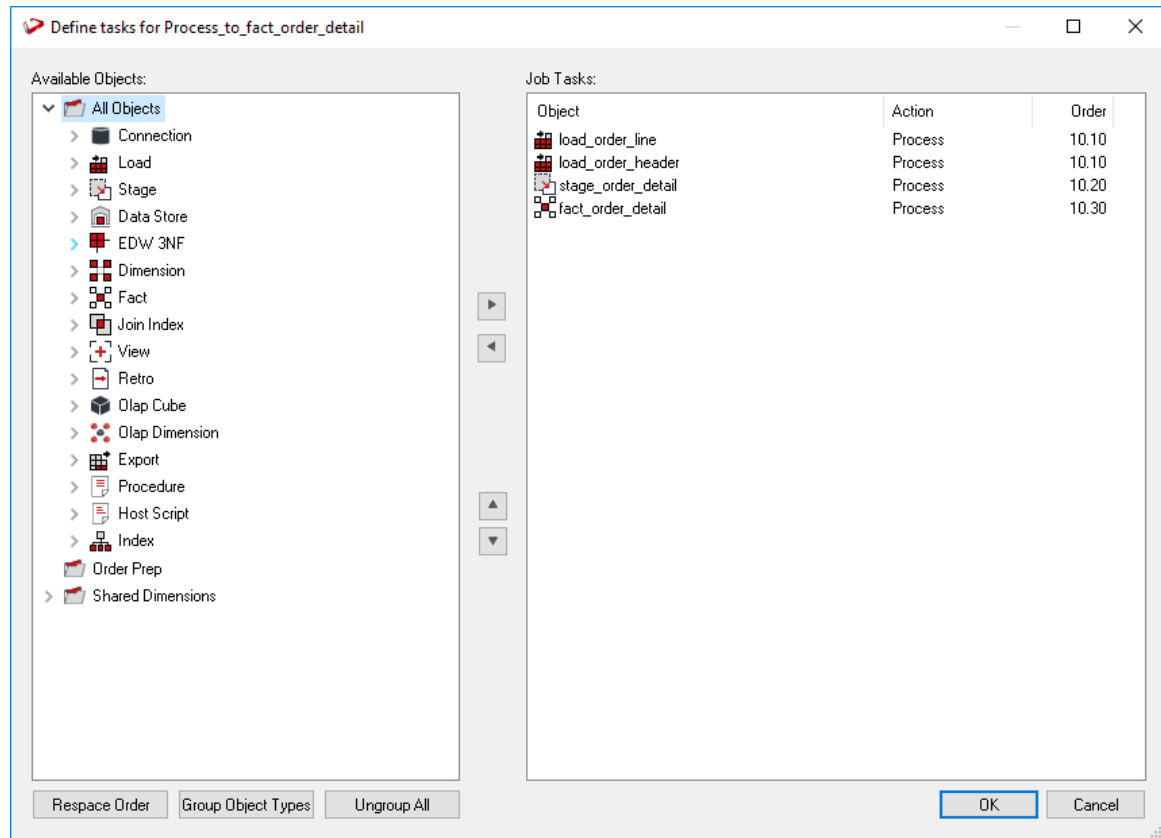 Define tasks for Process_to_fact_order_detail
Available Objects:
All Objects
Connection
Load
Stage
Data Store
EDW 3NF
Dimension
Fact
Join Index
View
Retro
Olap Cube
Olap Dimension
Export
Procedure
Host Script
Index
Order Prep
Shared Dimensions
Respace Order Group Object Types Ungroup All
Job Tasks:
Object Action Order
load_order_line Process 10.10
load_order_header Process 10.10
stage_order_detail Process 10.20
fact_order_detail Process 10.30
OK Cancel